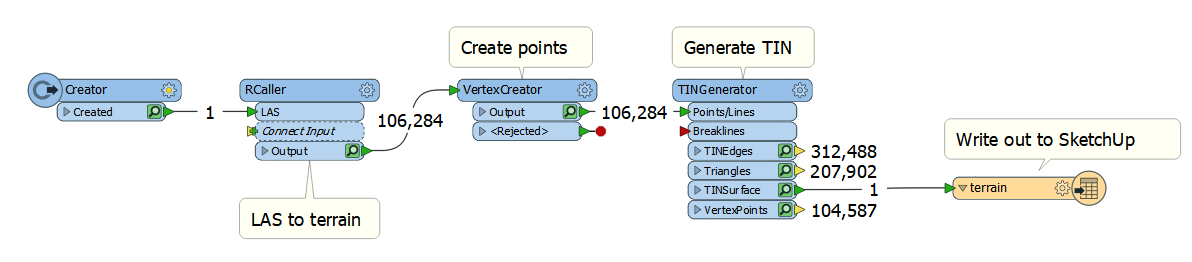 Create points
Generate TIN
Creator
Created
1
RCaller
LAS
Connect Input
Output
106,284
LAS to terrain
VertexCreator
Output
<Rejected>
106,284
TINGenerator
Points/Lines
Breaklines
TINEdges
312,488
Triangles
207,902
TINSurface
1
VertexPoints
104,587
Write out to SketchUp
terrain